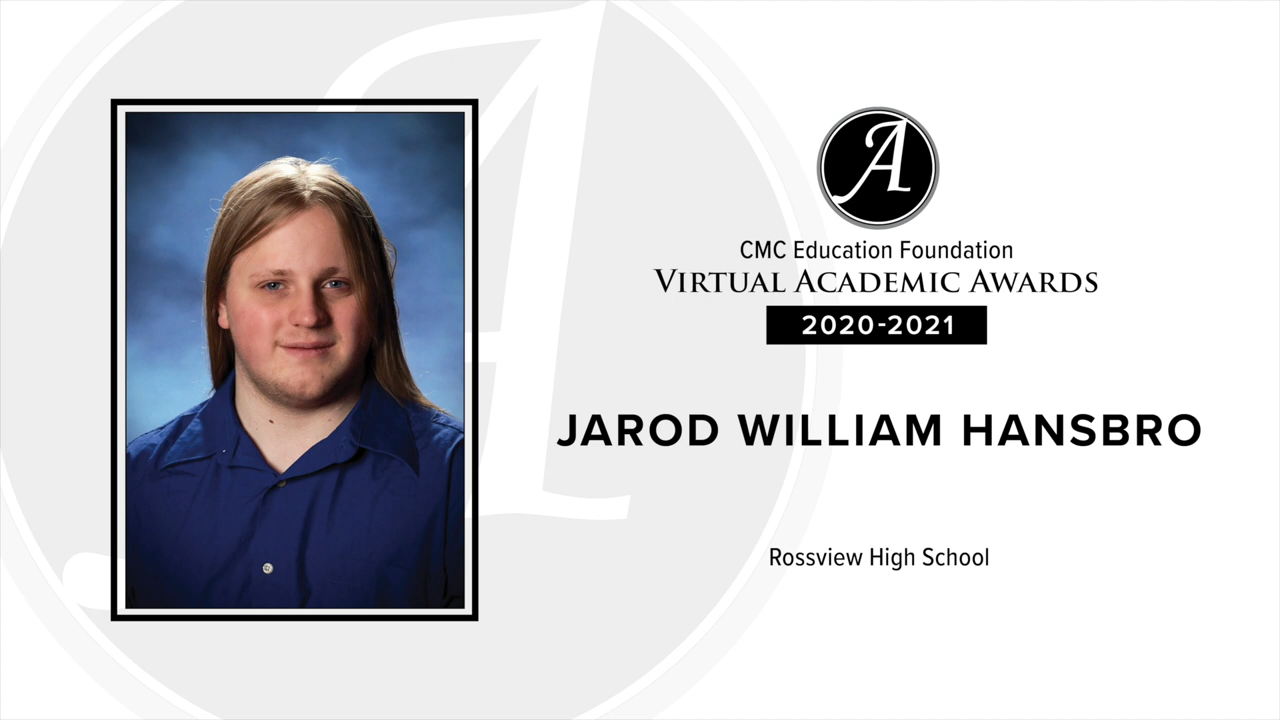 A
CMC Education Foundation
VIRTUAL ACADEMIC AWARDS
2020-2021
JAROD WILLIAM HANSBRO
Rossview High School